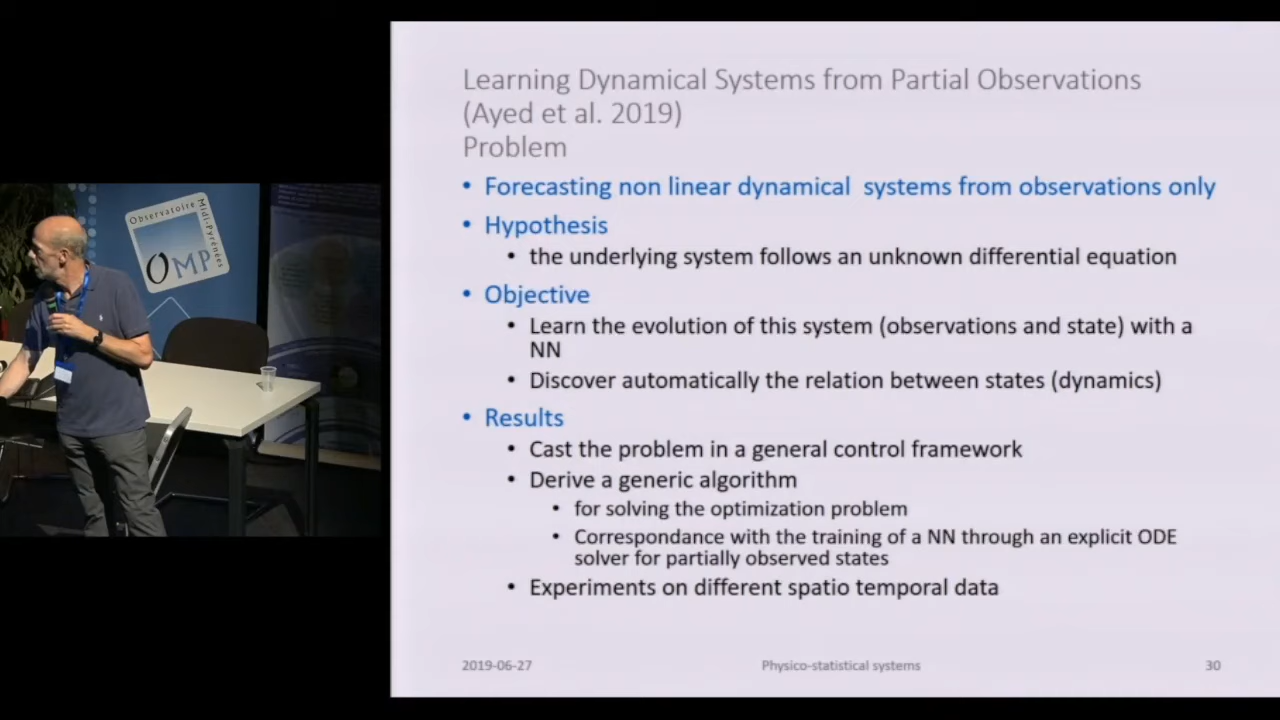 Learning Dynamical Systems from Partial Observations
(Ayed et al. 2019)
Problem
• Forecasting non linear dynamical systems from observations only
• Hypothesis
• the underlying system follows an unknown differential equation
• Objective
• Learn the evolution of this system (observations and state) with a
NN
• Discover automatically the relation between states (dynamics)
• Results
• Cast the problem in a general control framework
• Derive a generic algorithm
• for solving the optimization problem
• Correspondance with the training of a NN through an explicit ODE
solver for partially observed states
• Experiments on different spatio temporal data
2019-06-27 Physico-statistical systems 30
Observatoire
Midi-Pyrénées
OMP